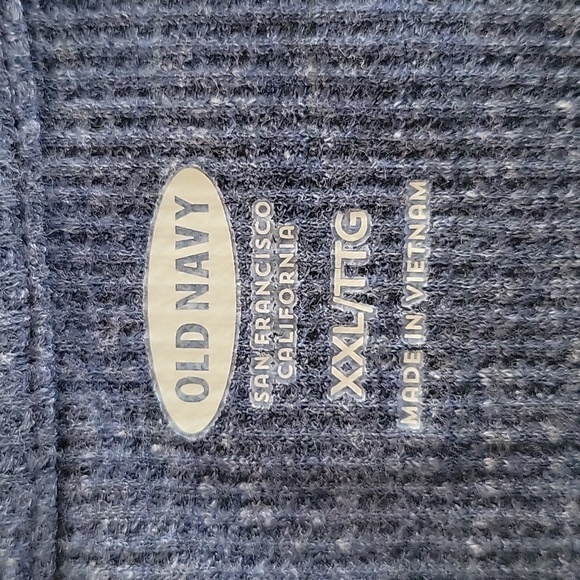 OLD NAVY
SAN FRANCISCO
CALIFORNIA
XXL/TTG
MADE IN VIETNAM